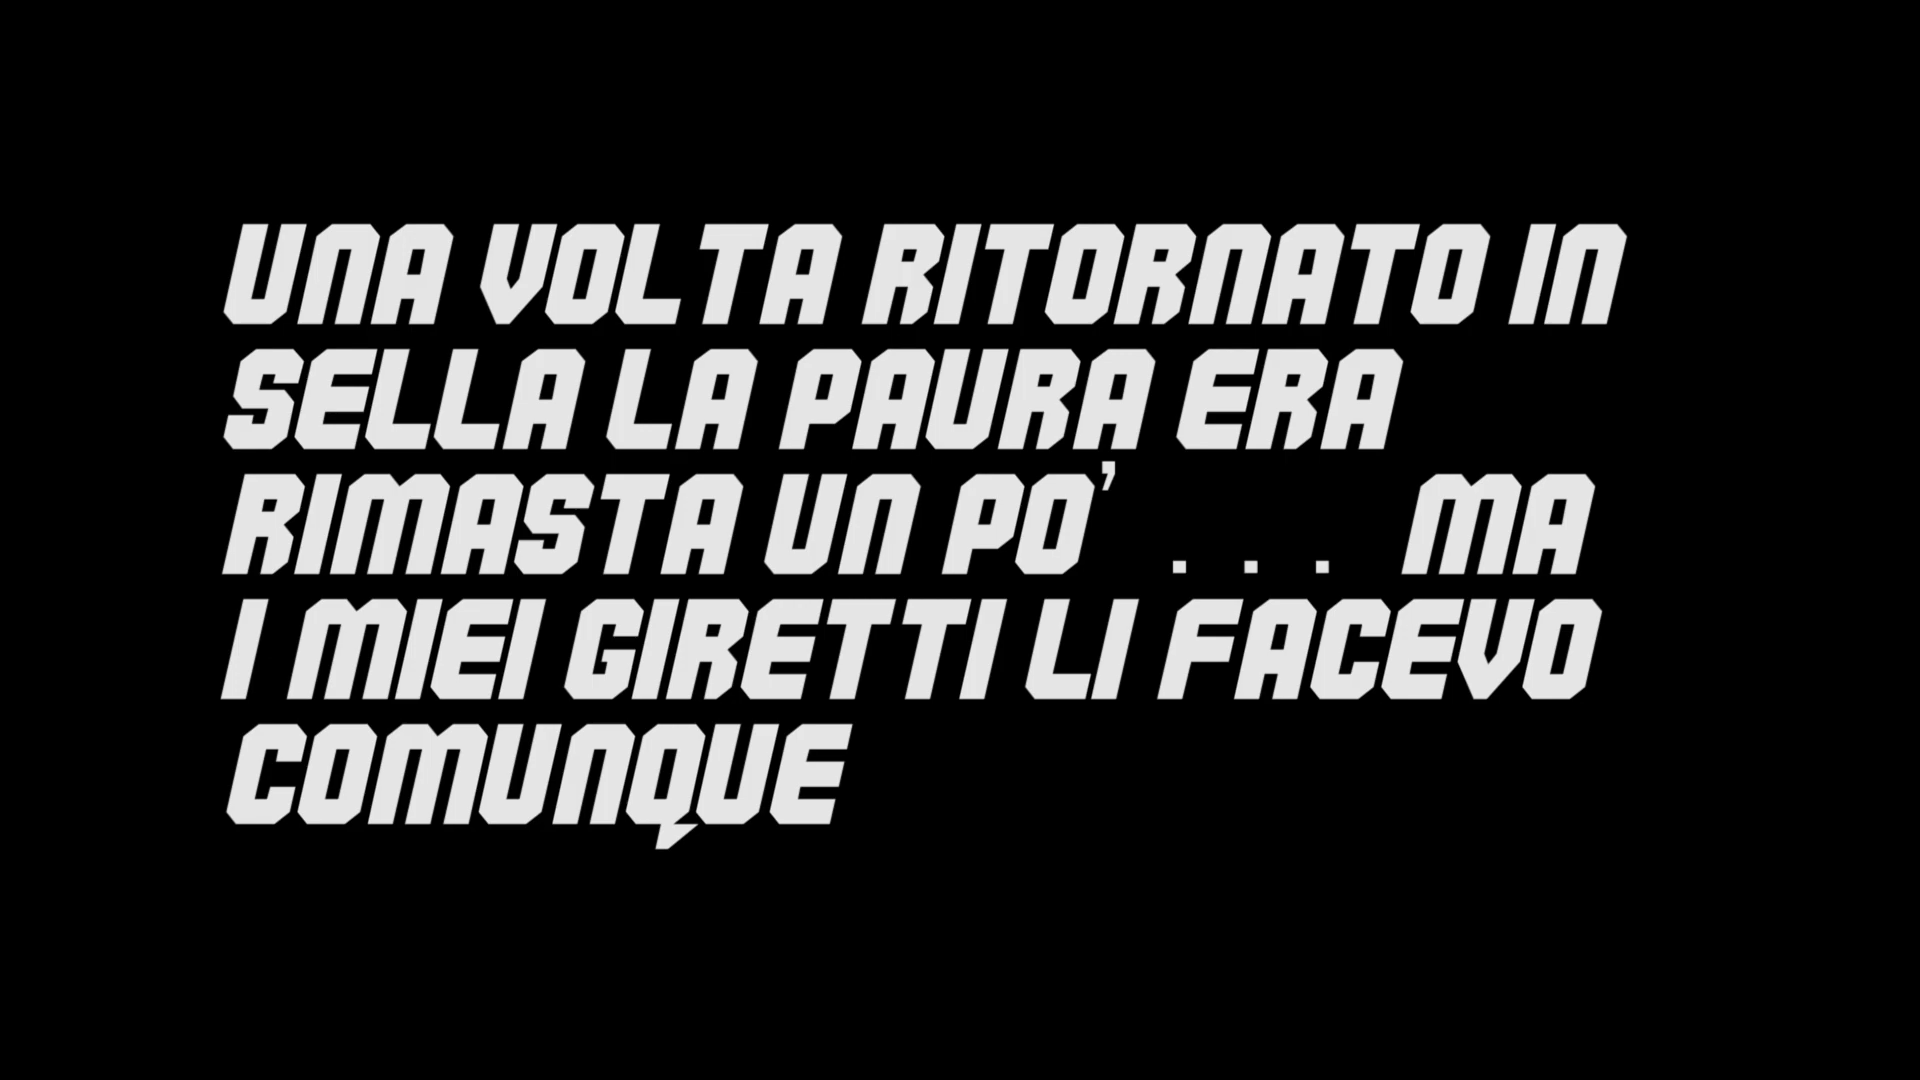 UNA VOLTA RITORNATO IN
SELLA LA PAURA ERA
RIMASTA UN PO' . . . MA
I MIEI GIRETTI LI FACEVO
COMUNQUE